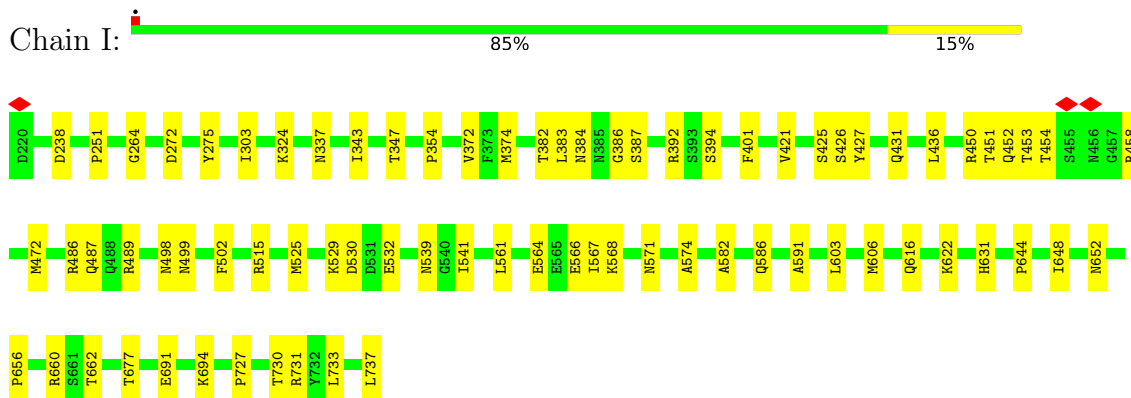 Chain I:
85% 15%
D220 D238 P251 G264 D272 Y275 I303 K324 N337 I343 T347 P354 V372 F373 M374 T382 L383 N384 N385 G386 S387 R392 S393 S394 F401 V421 S425 S426 Y427 Q431 L436 R450 T451 Q452 T453 T454 S455 N456 G457 R458
M472 R486 Q487 Q488 R489 N498 N499 F502 R515 M525 K529 D530 D531 E532 N539 G540 I541 L561 E564 E565 E566 I567 K568 N571 A574 A582 Q586 A591 L603 M606 Q616 K622 H631 P644 I648 N652
P656 R660 S661 T662 T677 E691 K694 P727 T730 R731 Y732 L733 L737